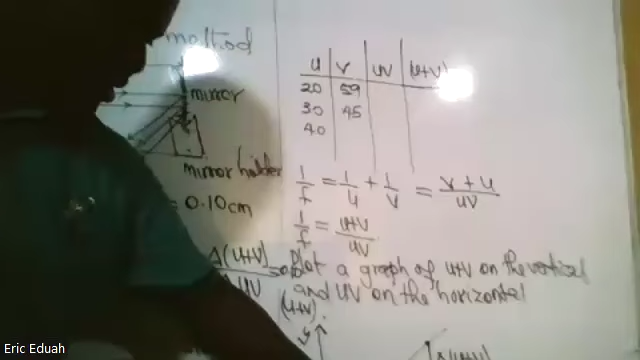 method
mirror
mirror holder
= 0.10cm
u v uv (u+v)
20 59
30 45
40
1/f = 1/u + 1/v = v+u/uv
1/f = u+v/uv
Δ(u+v)
Plot a graph of u+v on the vertical
and uv on the horizontal
(u+v)
Eric Eduah